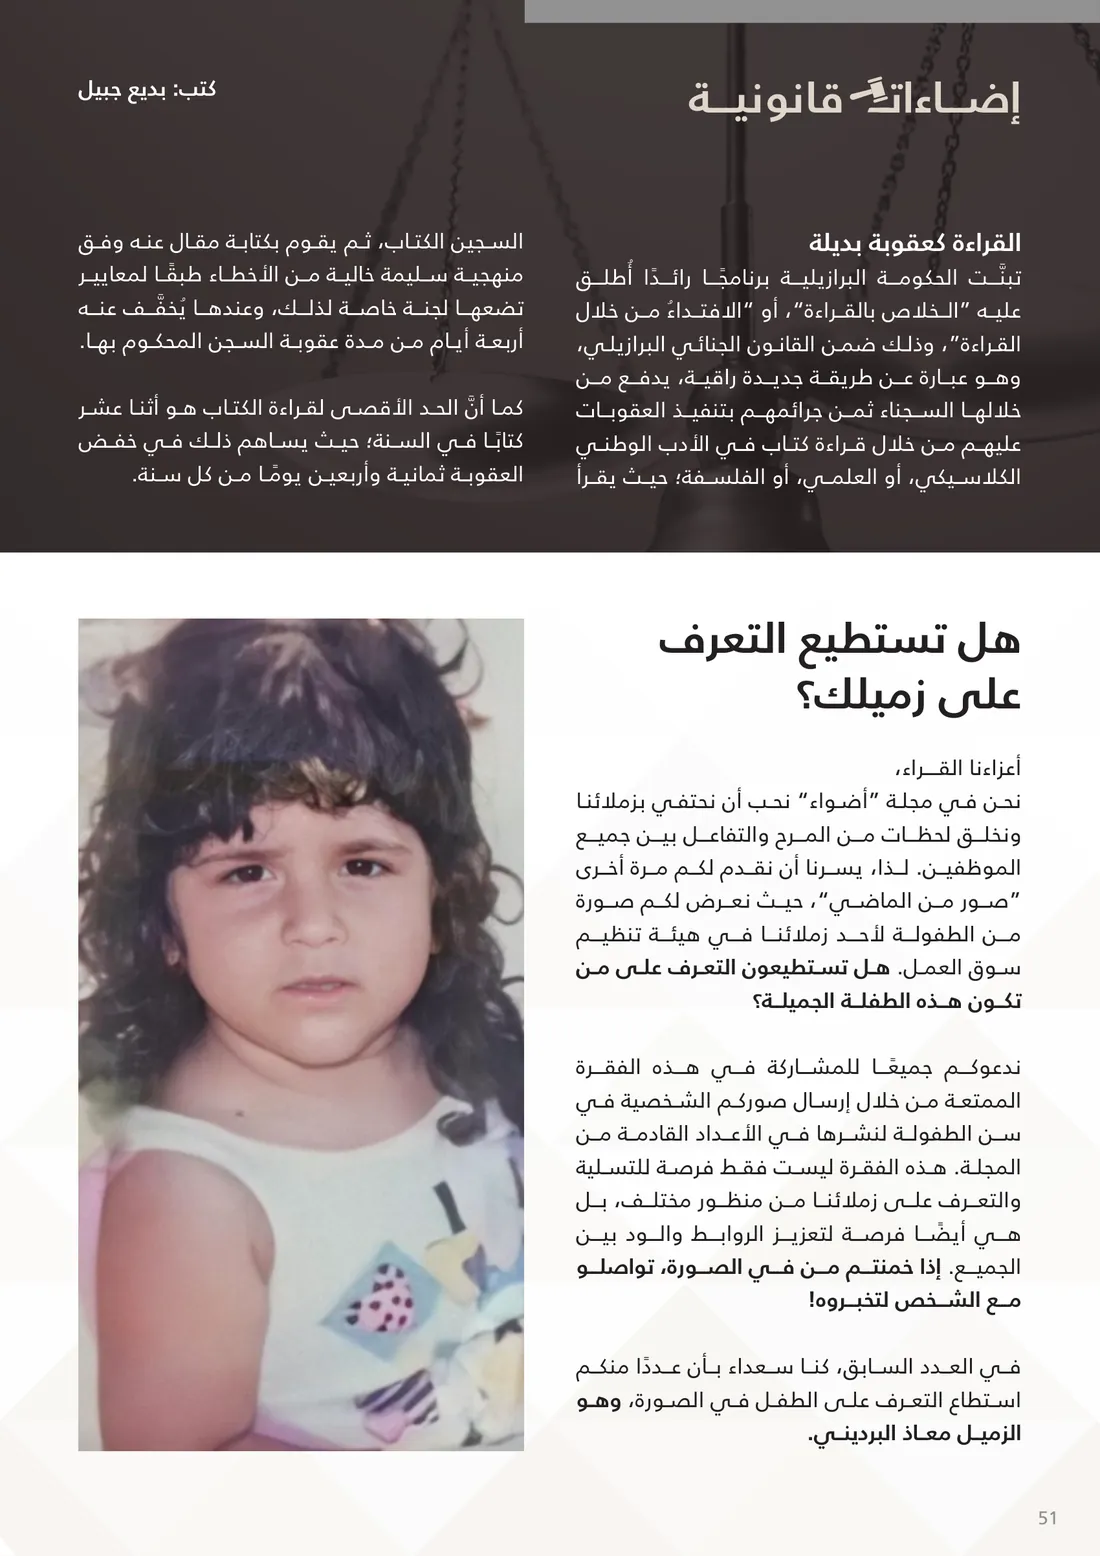 إضاءات قانونية
كتب: بديع جبيل
القراءة كعقوبة بديلة
تبنَّت الحكومة البرازيلية برنامجًا رائدًا أُطلق
عليه "الخلاص بالقراءة"، أو "الافتداءُ من خلال
القراءة"، وذلك ضمن القانون الجنائي البرازيلي،
وهو عبارة عن طريقة جديدة راقية، يدفع من
خلالها السجناء ثمن جرائمهم بتنفيذ العقوبات
عليهم من خلال قراءة كتاب في الأدب الوطني
الكلاسيكي، أو العلمي، أو الفلسفة؛ حيث يقرأ
السجين الكتاب، ثم يقوم بكتابة مقال عنه وفق
منهجية سليمة خالية من الأخطاء طبقًا لمعايير
تضعها لجنة خاصة لذلك، وعندها يُخفَّف عنه
أربعة أيام من مدة عقوبة السجن المحكوم بها.
كما أنَّ الحد الأقصى لقراءة الكتاب هو أثنا عشر
كتابًا في السنة؛ حيث يساهم ذلك في خفض
العقوبة ثمانية وأربعين يومًا من كل سنة.
هل تستطيع التعرف
على زميلك؟
أعزاءنا القراء،
نحن في مجلة "أضواء" نحب أن نحتفي بزملائنا
ونخلق لحظات من المرح والتفاعل بين جميع
الموظفين. لذا، يسرنا أن نقدم لكم مرة أخرى
"صور من الماضي"، حيث نعرض لكم صورة
من الطفولة لأحد زملائنا في هيئة تنظيم
سوق العمل. هل تستطيعون التعرف على من
تكون هذه الطفلة الجميلة؟
ندعوكم جميعًا للمشاركة في هذه الفقرة
الممتعة من خلال إرسال صوركم الشخصية في
سن الطفولة لنشرها في الأعداد القادمة من
المجلة. هذه الفقرة ليست فقط فرصة للتسلية
والتعرف على زملائنا من منظور مختلف، بل
هي أيضًا فرصة لتعزيز الروابط والود بين
الجميع. إذا خمنتم من في الصورة، تواصلو
مع الشخص لتخبروه!
في العدد السابق، كنا سعداء بأن عددًا منكم
استطاع التعرف على الطفل في الصورة، وهو
الزميل معاذ البرديني.
51